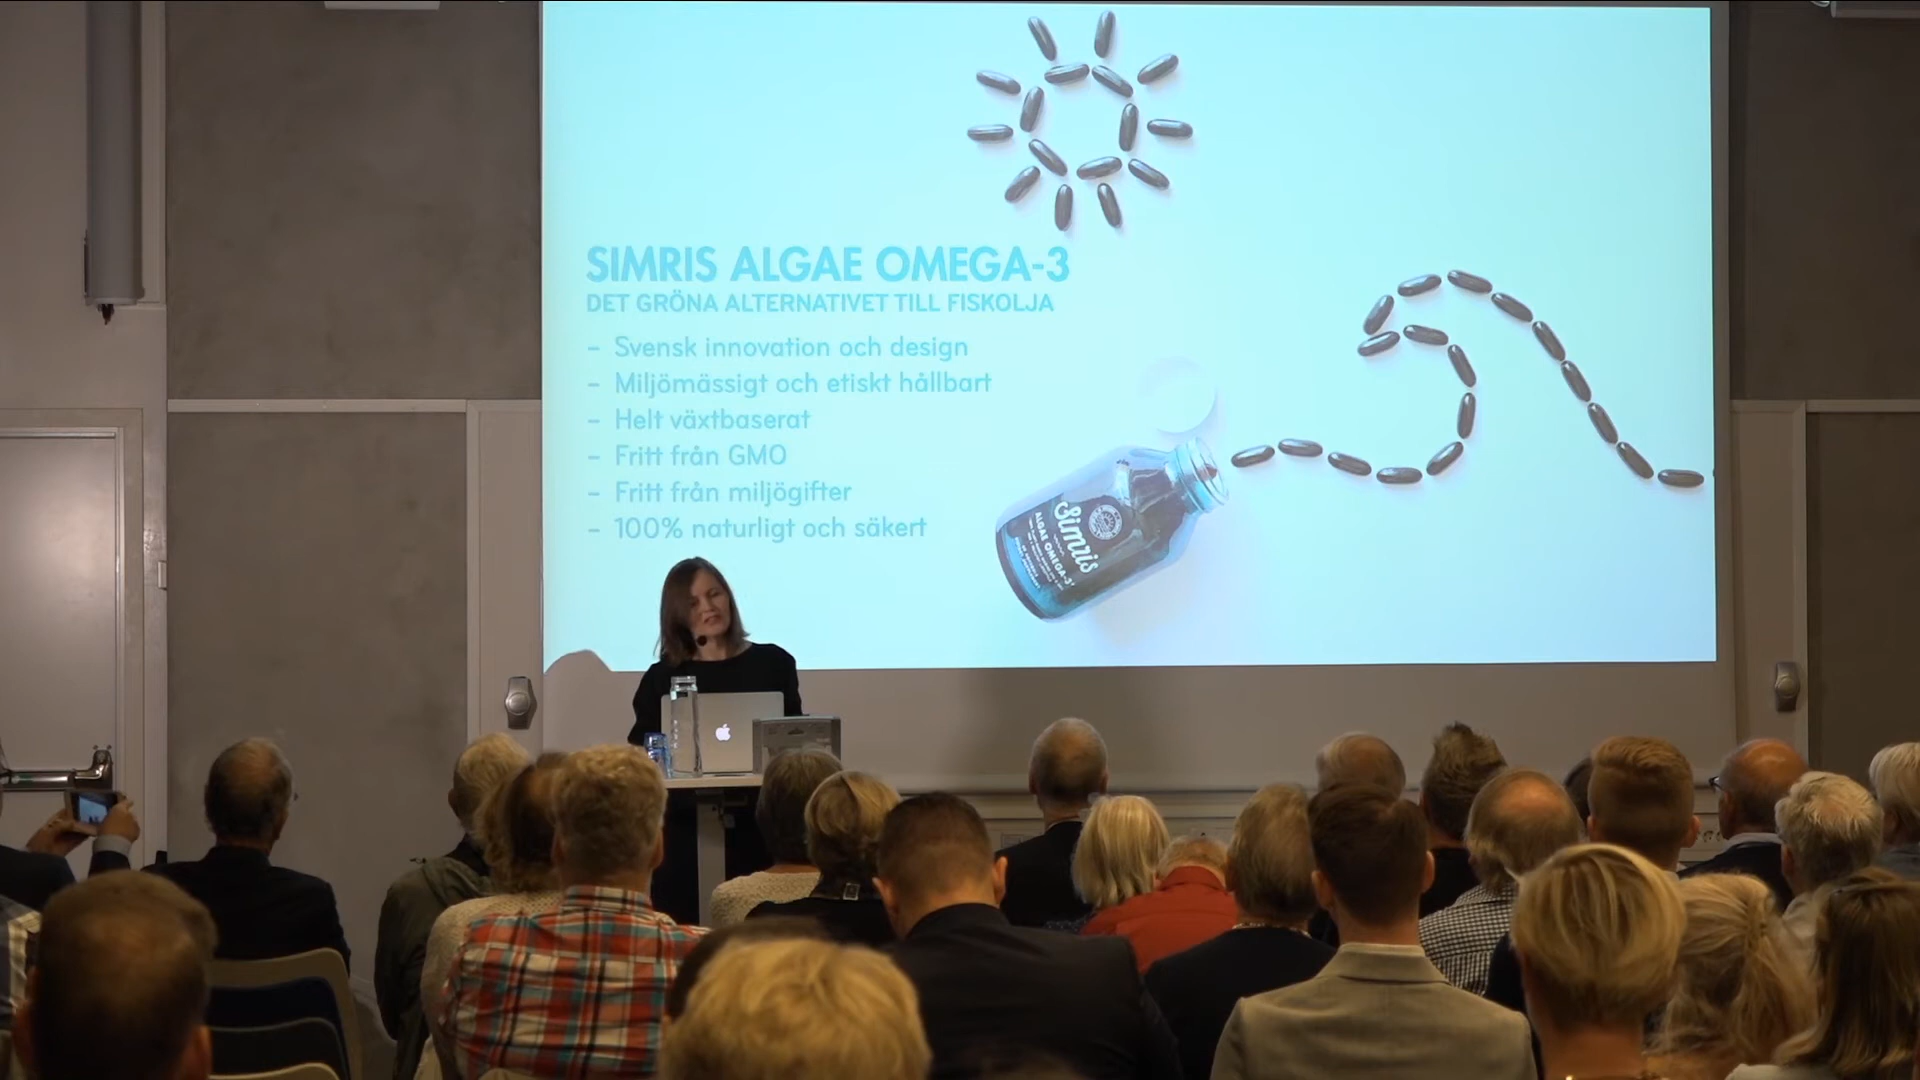 SIMRIS ALGAE OMEGA-3
DET GRÖNA ALTERNATIVET TILL FISKOLJA
– Svensk innovation och design
– Miljömässigt och etiskt hållbart
– Helt växtbaserat
– Fritt från GMO
– Fritt från miljögifter
– 100% naturligt och säkert
Simris
ALGAE OMEGA-3